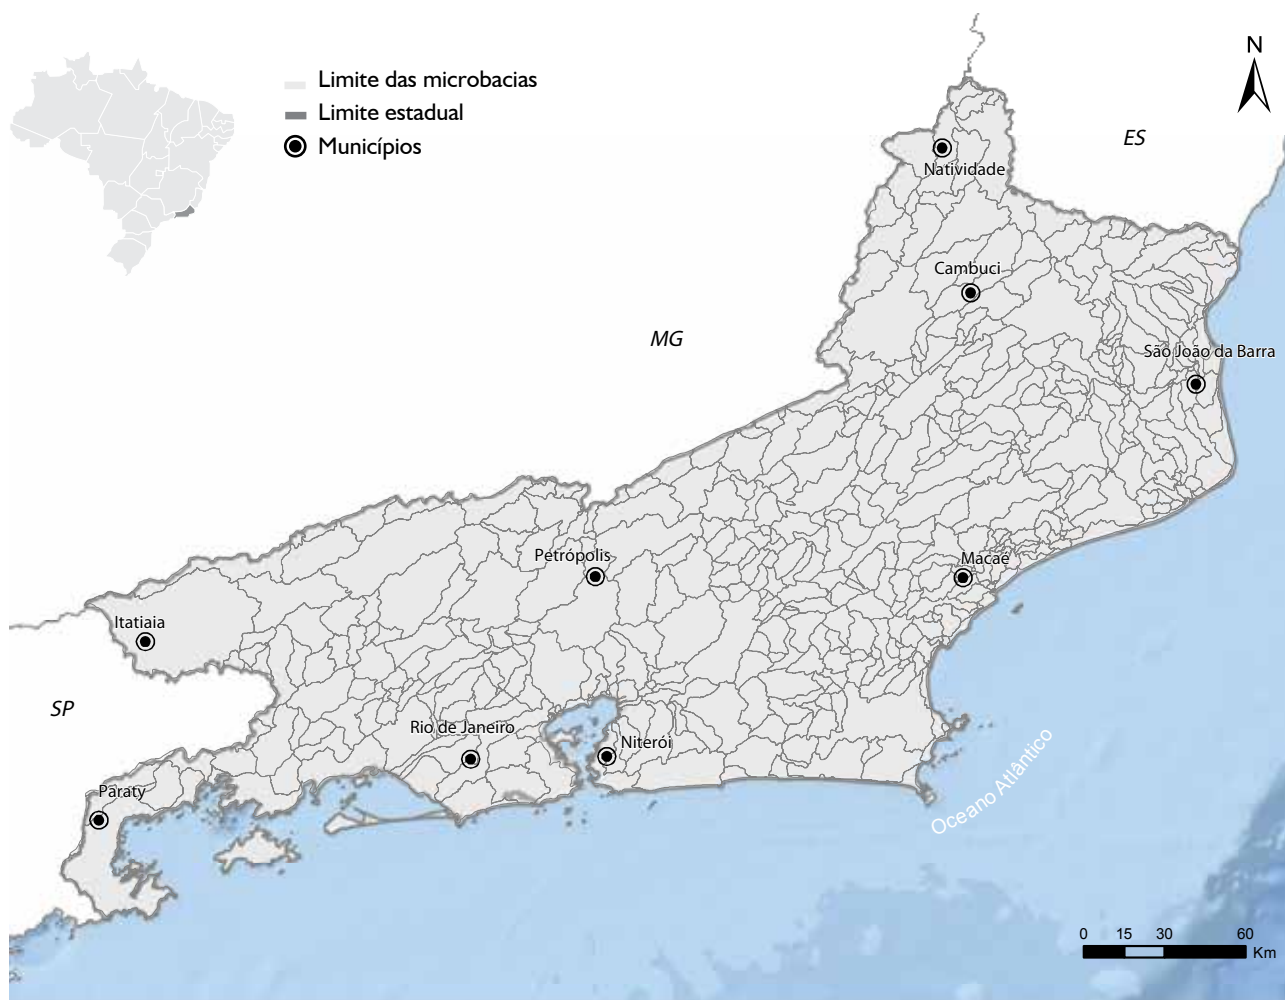 Limite das microbacias
Limite estadual
Municípios
N
ES
Natividade
Cambuci
MG
São João da Barra
Petrópolis
Macaé
Itatiaia
SP
Rio de Janeiro
Niterói
Paraty
Oceano Atlântico
0 15 30 60
Km